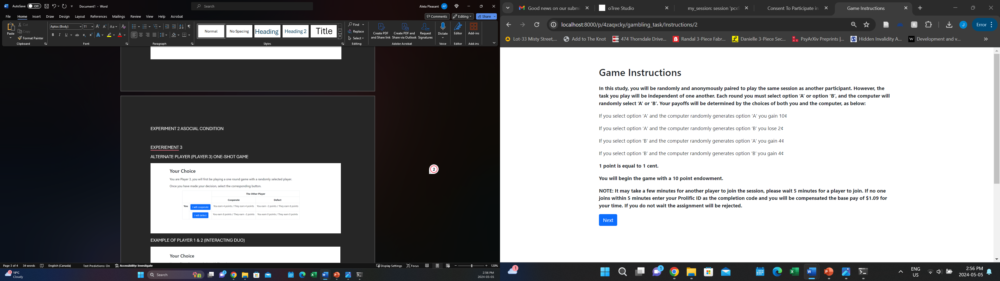 AutoSave Off
Document1 - Word
Search
Aleta Pleasant AP
File Home Insert Draw Design Layout References Mailings Review View Help Acrobat
Comments Editing Share
Paste
Cut
Copy
Format Painter
Clipboard
Aptos (Body) 11
Font
Paragraph
Normal
No Spacing
Heading
Heading 2
Title
Styles
Find
Replace
Select
Editing
Create PDF and Share link
Create PDF and Share via Outlook
Request Signatures
Adobe Acrobat
Dictate
Voice
Editor
Editor
Add-ins
Add-ins
EXPERIMENT 2 ASOCIAL CONDITION
EXPERIEMENT 3
ALTERNATE PLAYER (PLAYER 3) ONE-SHOT GAME
Your Choice
You are Player 3, you will first be playing a one round game with a randomly selected player.
Once you have made your decision, select the corresponding button.
The Other Player
Cooperate Defect
You I will cooperate You earn 4 points / They earn 4 points You earn -2 points / They earn 8 points
I will defect You earn 8 points / They earn -2 points You earn 0 points / They earn 0 points
EXAMPLE OF PLAYER 1 & 2 (INTERACTING DUO)
Your Choice
2
Page 3 of 4 34 words English (Canada) Text Predictions: On Accessibility: Investigate Display Settings Focus 120%
1 19°C
Cloudy
Search
1
2:56 PM
2024-05-05
Good news on our submi
oTree Studio
my_session: session 'pcx9
Consent To Participate in
Game Instructions
localhost:8000/p/4zaqxcky/gambling_task/Instructions/2
J
Error
Lot-33 Misty Street,... Add to The Knot 474 Thorndale Drive... Randal 3-Piece Fabr... Danielle 3-Piece Sec... PsyArXiv Preprints |... Hidden Invalidity A... Development and v...
Game Instructions
In this study, you will be randomly and anonymously paired to play the same session as another participant. However, the
task you play will be independent of one another. Each round you must select option ‘A’ or option ‘B’, and the computer will
randomly select ‘A’ or ‘B’. Your payoffs will be determined by the choices of both you and the computer, as below:
If you select option ‘A’ and the computer randomly generates option ‘A’ you gain 10¢
If you select option ‘A’ and the computer randomly generates option ‘B’ you lose 2¢
If you select option ‘B’ and the computer randomly generates option ‘A’ you gain 4¢
If you select option ‘B’ and the computer randomly generates option ‘B’ you gain 4¢
1 point is equal to 1 cent.
You will begin the game with a 10 point endowment.
NOTE: It may take a few minutes for another player to join the session, please wait 5 minutes for a player to join. If no one
joins within 5 minutes enter your Prolific ID as the completion code and you will be compensated the base pay of $1.09 for
your time. If you do not wait the assignment will be rejected.
Next
1
1
ENG
US
2:56 PM
2024-05-05